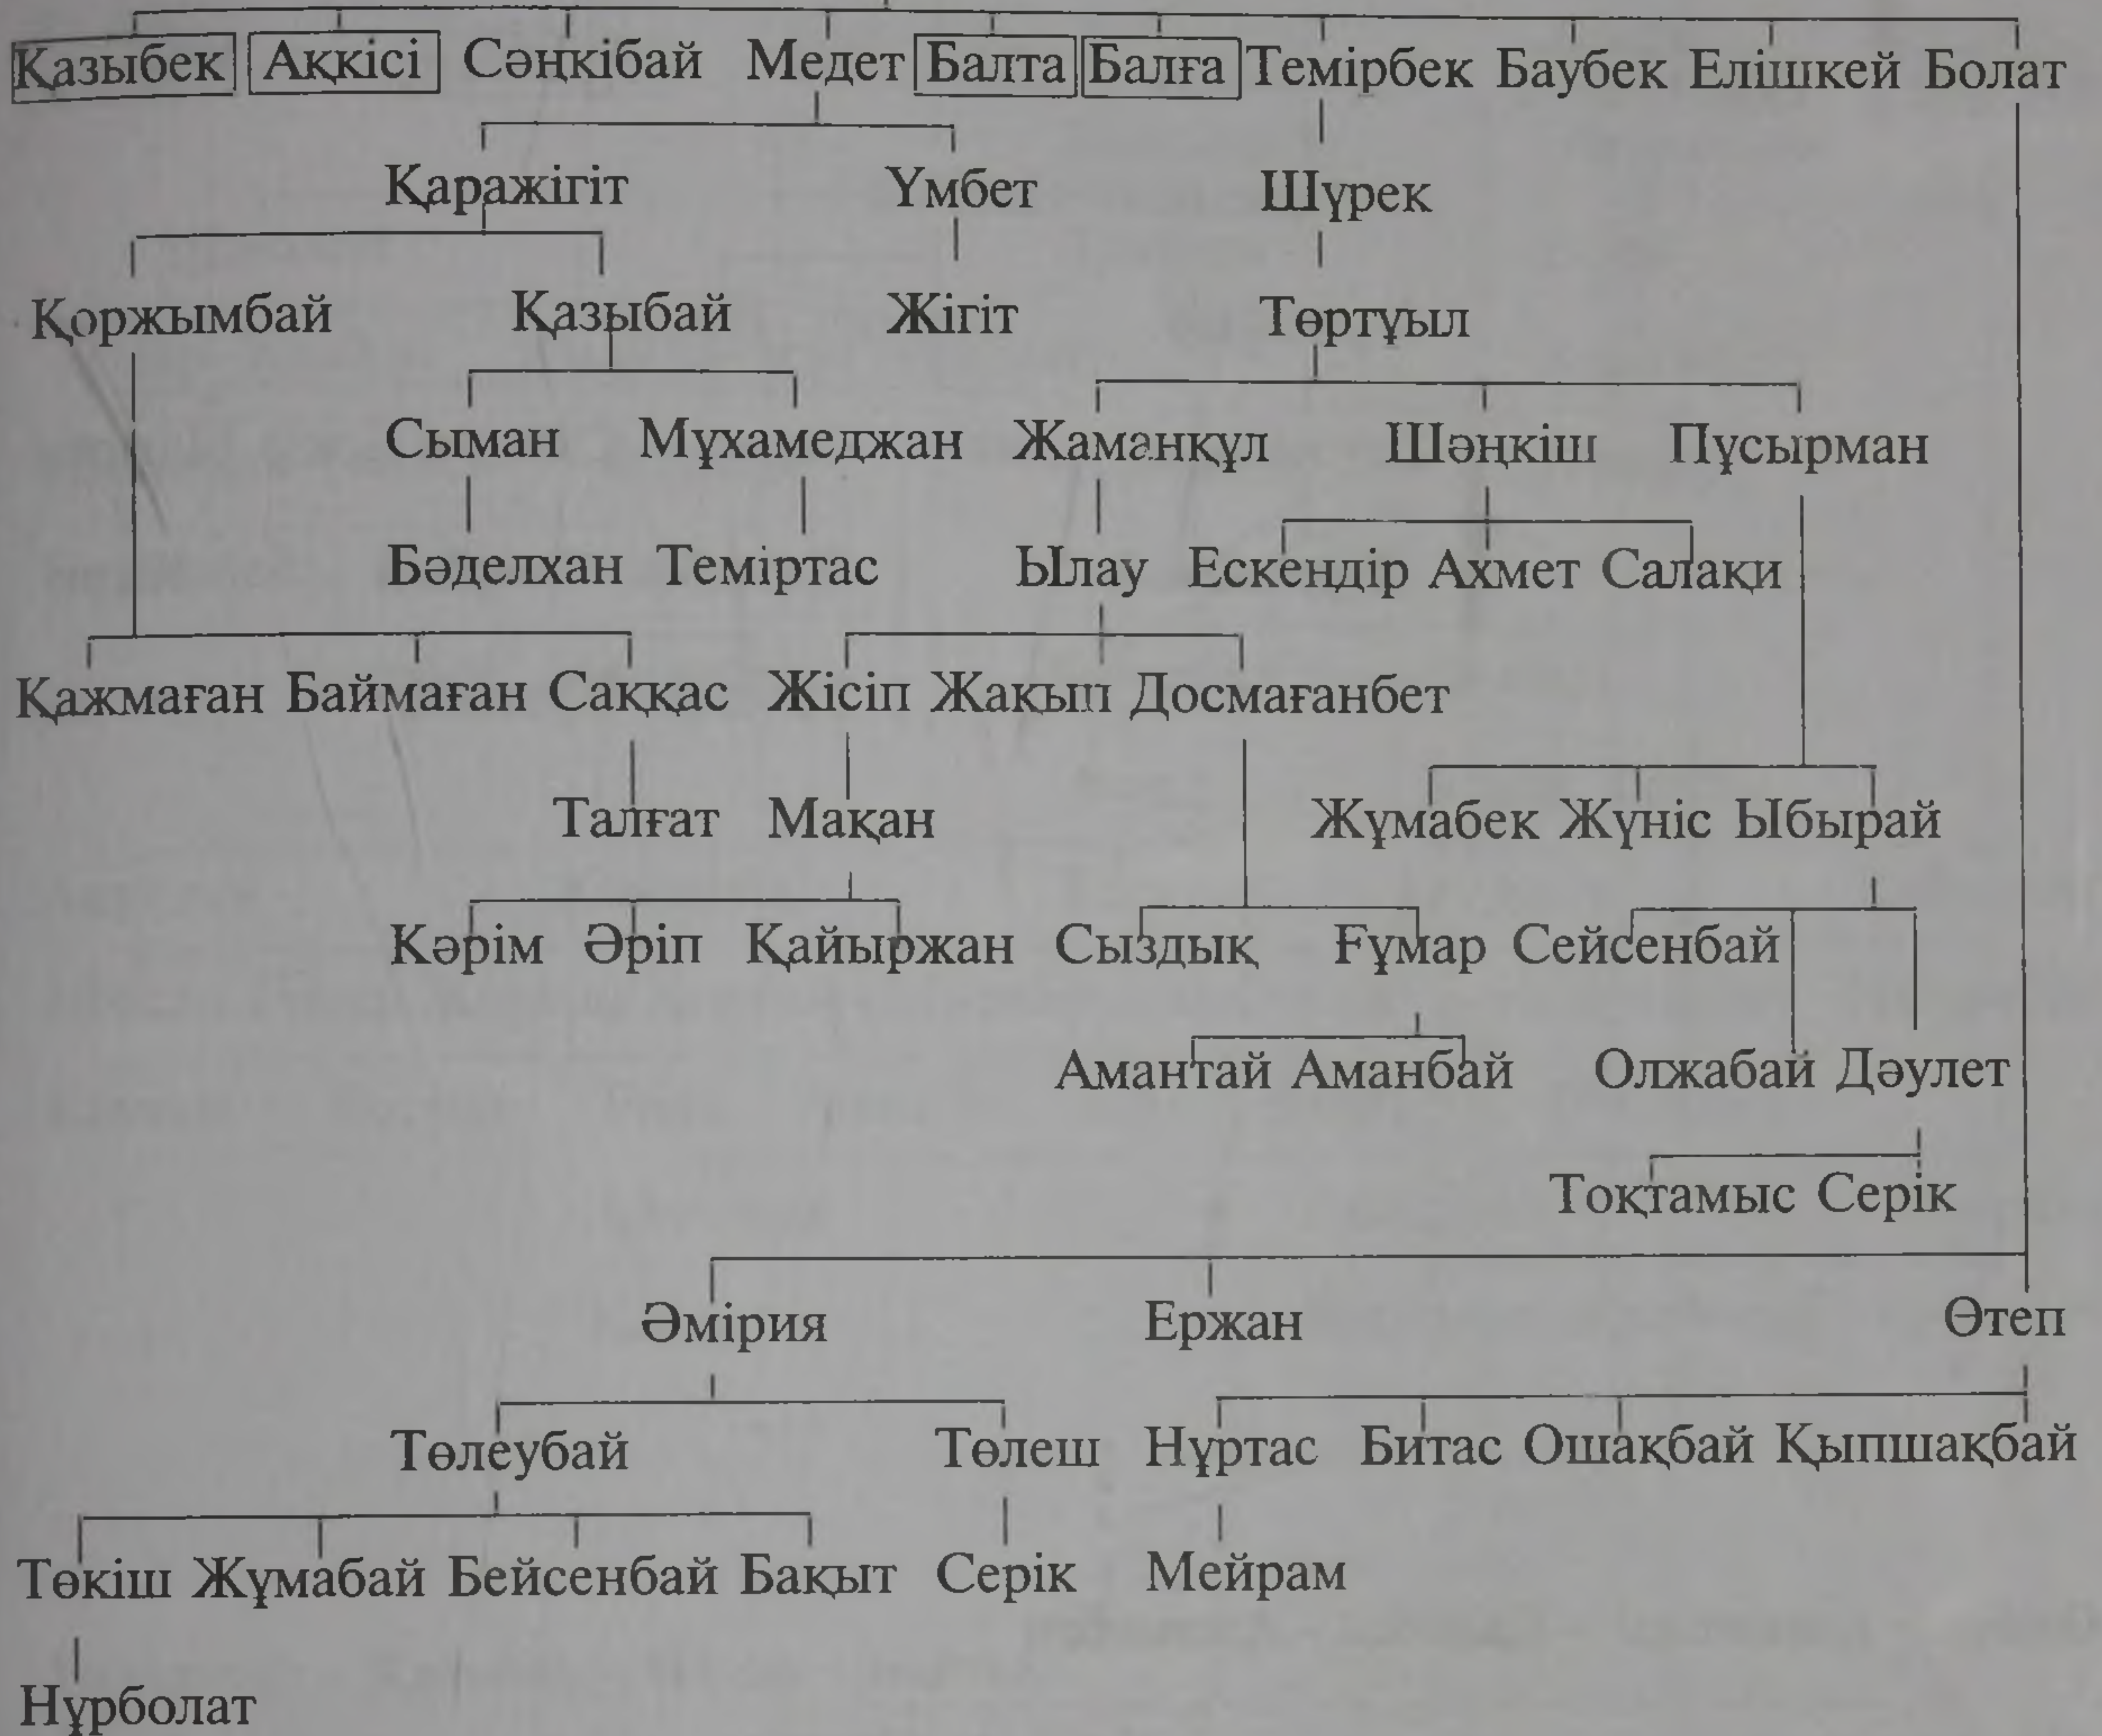 Қазыбек Аққісі Сәңкібай Медет Балта Балға Темірбек Баубек Елішкей Болат
Қаражігіт Үмбет Шүрек
Қоржымбай Қазыбай Жігіт Төртұыл
Сыман Мұхамеджан Жаманқұл Шәңкіш Пұсырман
Бәделхан Теміртас Ылау Ескендір Ахмет Салақи
Қажмаған Баймаған Саққас Жісіп Жақып Досмағанбет
Талғат Мақан Жұмабек Жүніс Ыбырай
Кәрім Әріп Қайыржан Сыздық Ғұмар Сейсенбай
Амантай Аманбай Олжабай Дәулет
Тоқтамыс Серік
Әмірия Ержан Өтеп
Төлеубай Төлеш Нұртас Битас Ошақбай Қыпшақбай
Төкіш Жұмабай Бейсенбай Бақыт Серік Мейрам
Нұрболат